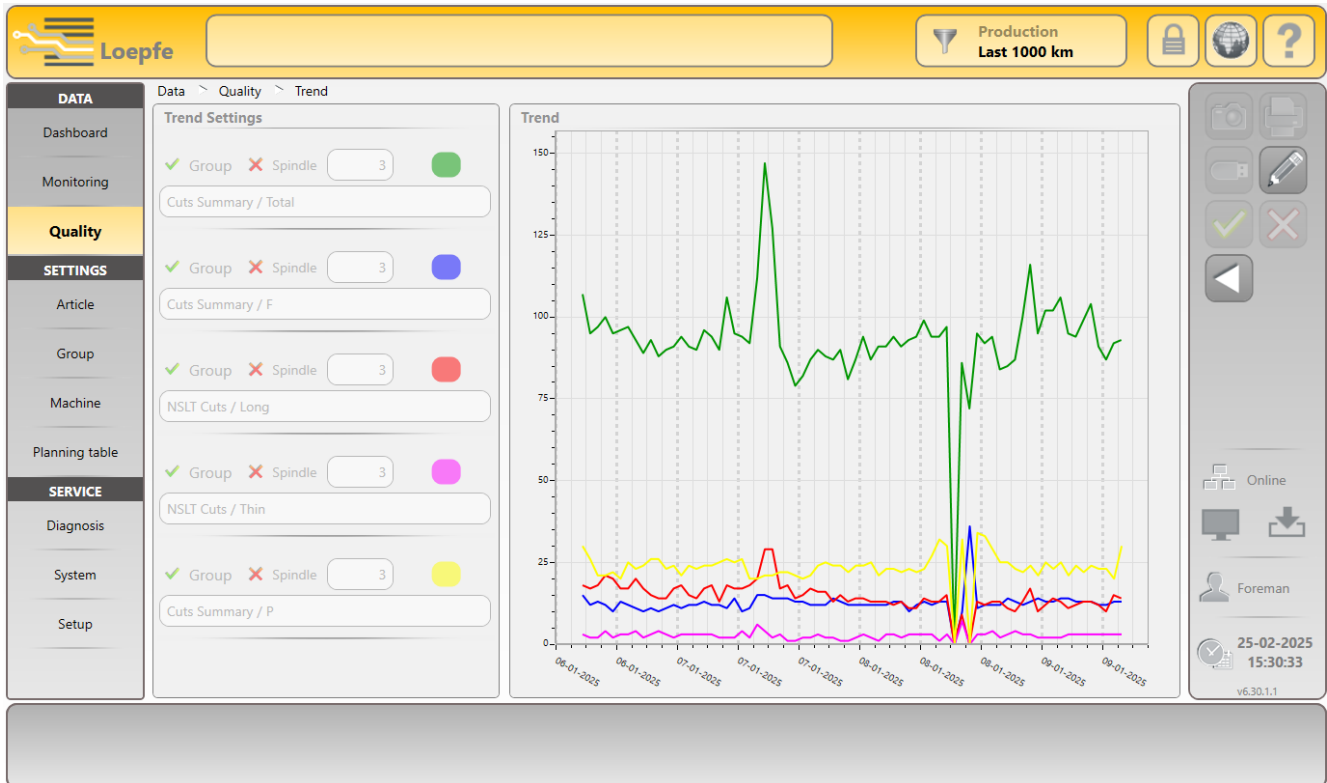 Loepfe
Production
Last 1000 km
?
DATA
Dashboard
Monitoring
Quality
SETTINGS
Article
Group
Machine
Planning table
SERVICE
Diagnosis
System
Setup
Data > Quality > Trend
Trend Settings
Group Spindle 3
Cuts Summary / Total
Group Spindle 3
Cuts Summary / F
Group Spindle 3
NSLT Cuts / Long
Group Spindle 3
NSLT Cuts / Thin
Group Spindle 3
Cuts Summary / P
Trend
150
125
100
75
50
25
0
06-01-2025
06-01-2025
07-01-2025
07-01-2025
08-01-2025
08-01-2025
08-01-2025
09-01-2025
09-01-2025
Online
Foreman
25-02-2025
15:30:33
v6.30.1.1